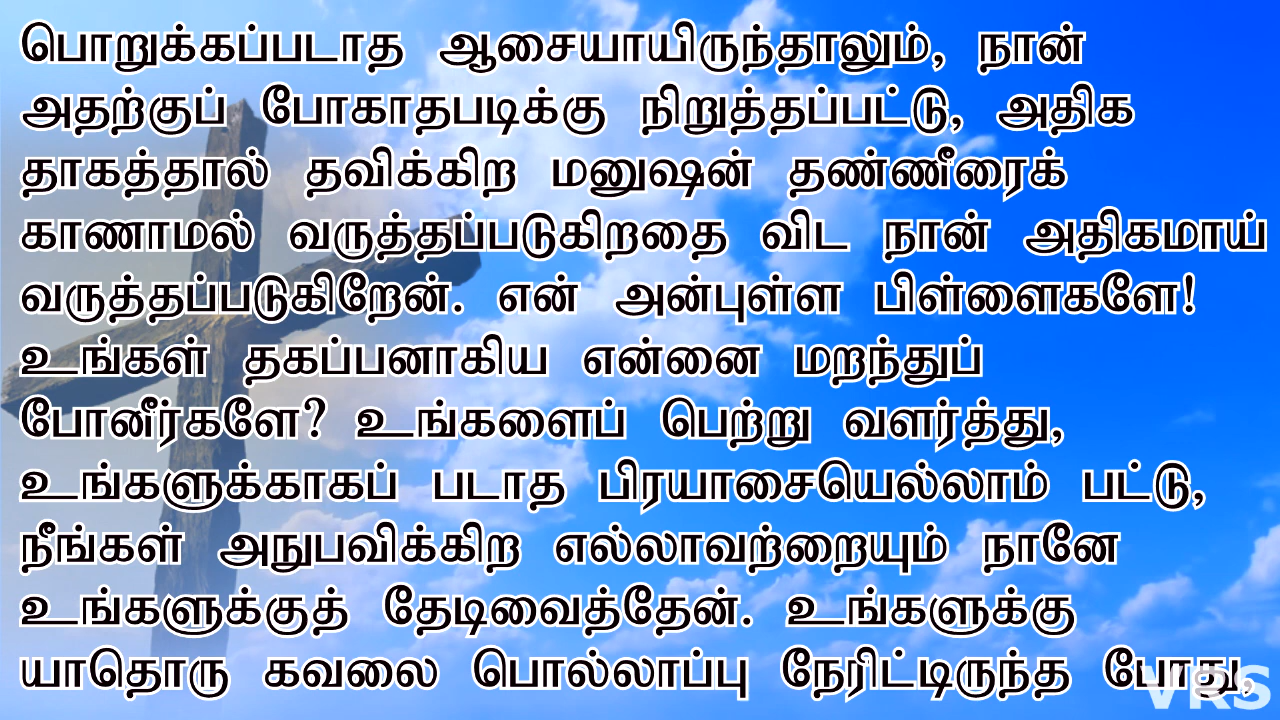 பொறுக்கப்படாத ஆசையாயிருந்தாலும், நான்
அதற்குப் போகாதபடிக்கு நிறுத்தப்பட்டு, அதிக
தாகத்தால் தவிக்கிற மனுஷன் தண்ணீரைக்
காணாமல் வருத்தப்படுகிறதை விட நான் அதிகமாய்
வருத்தப்படுகிறேன். என் அன்புள்ள பிள்ளைகளே!
உங்கள் தகப்பனாகிய என்னை மறந்துப்
போனீர்களே? உங்களைப் பெற்று வளர்த்து,
உங்களுக்காகப் படாத பிரயாசையெல்லாம் பட்டு,
நீங்கள் அநுபவிக்கிற எல்லாவற்றையும் நானே
உங்களுக்குத் தேடிவைத்தேன். உங்களுக்கு
யாதொரு கவலை பொல்லாப்பு நேரிட்டிருந்த போது,
VRS